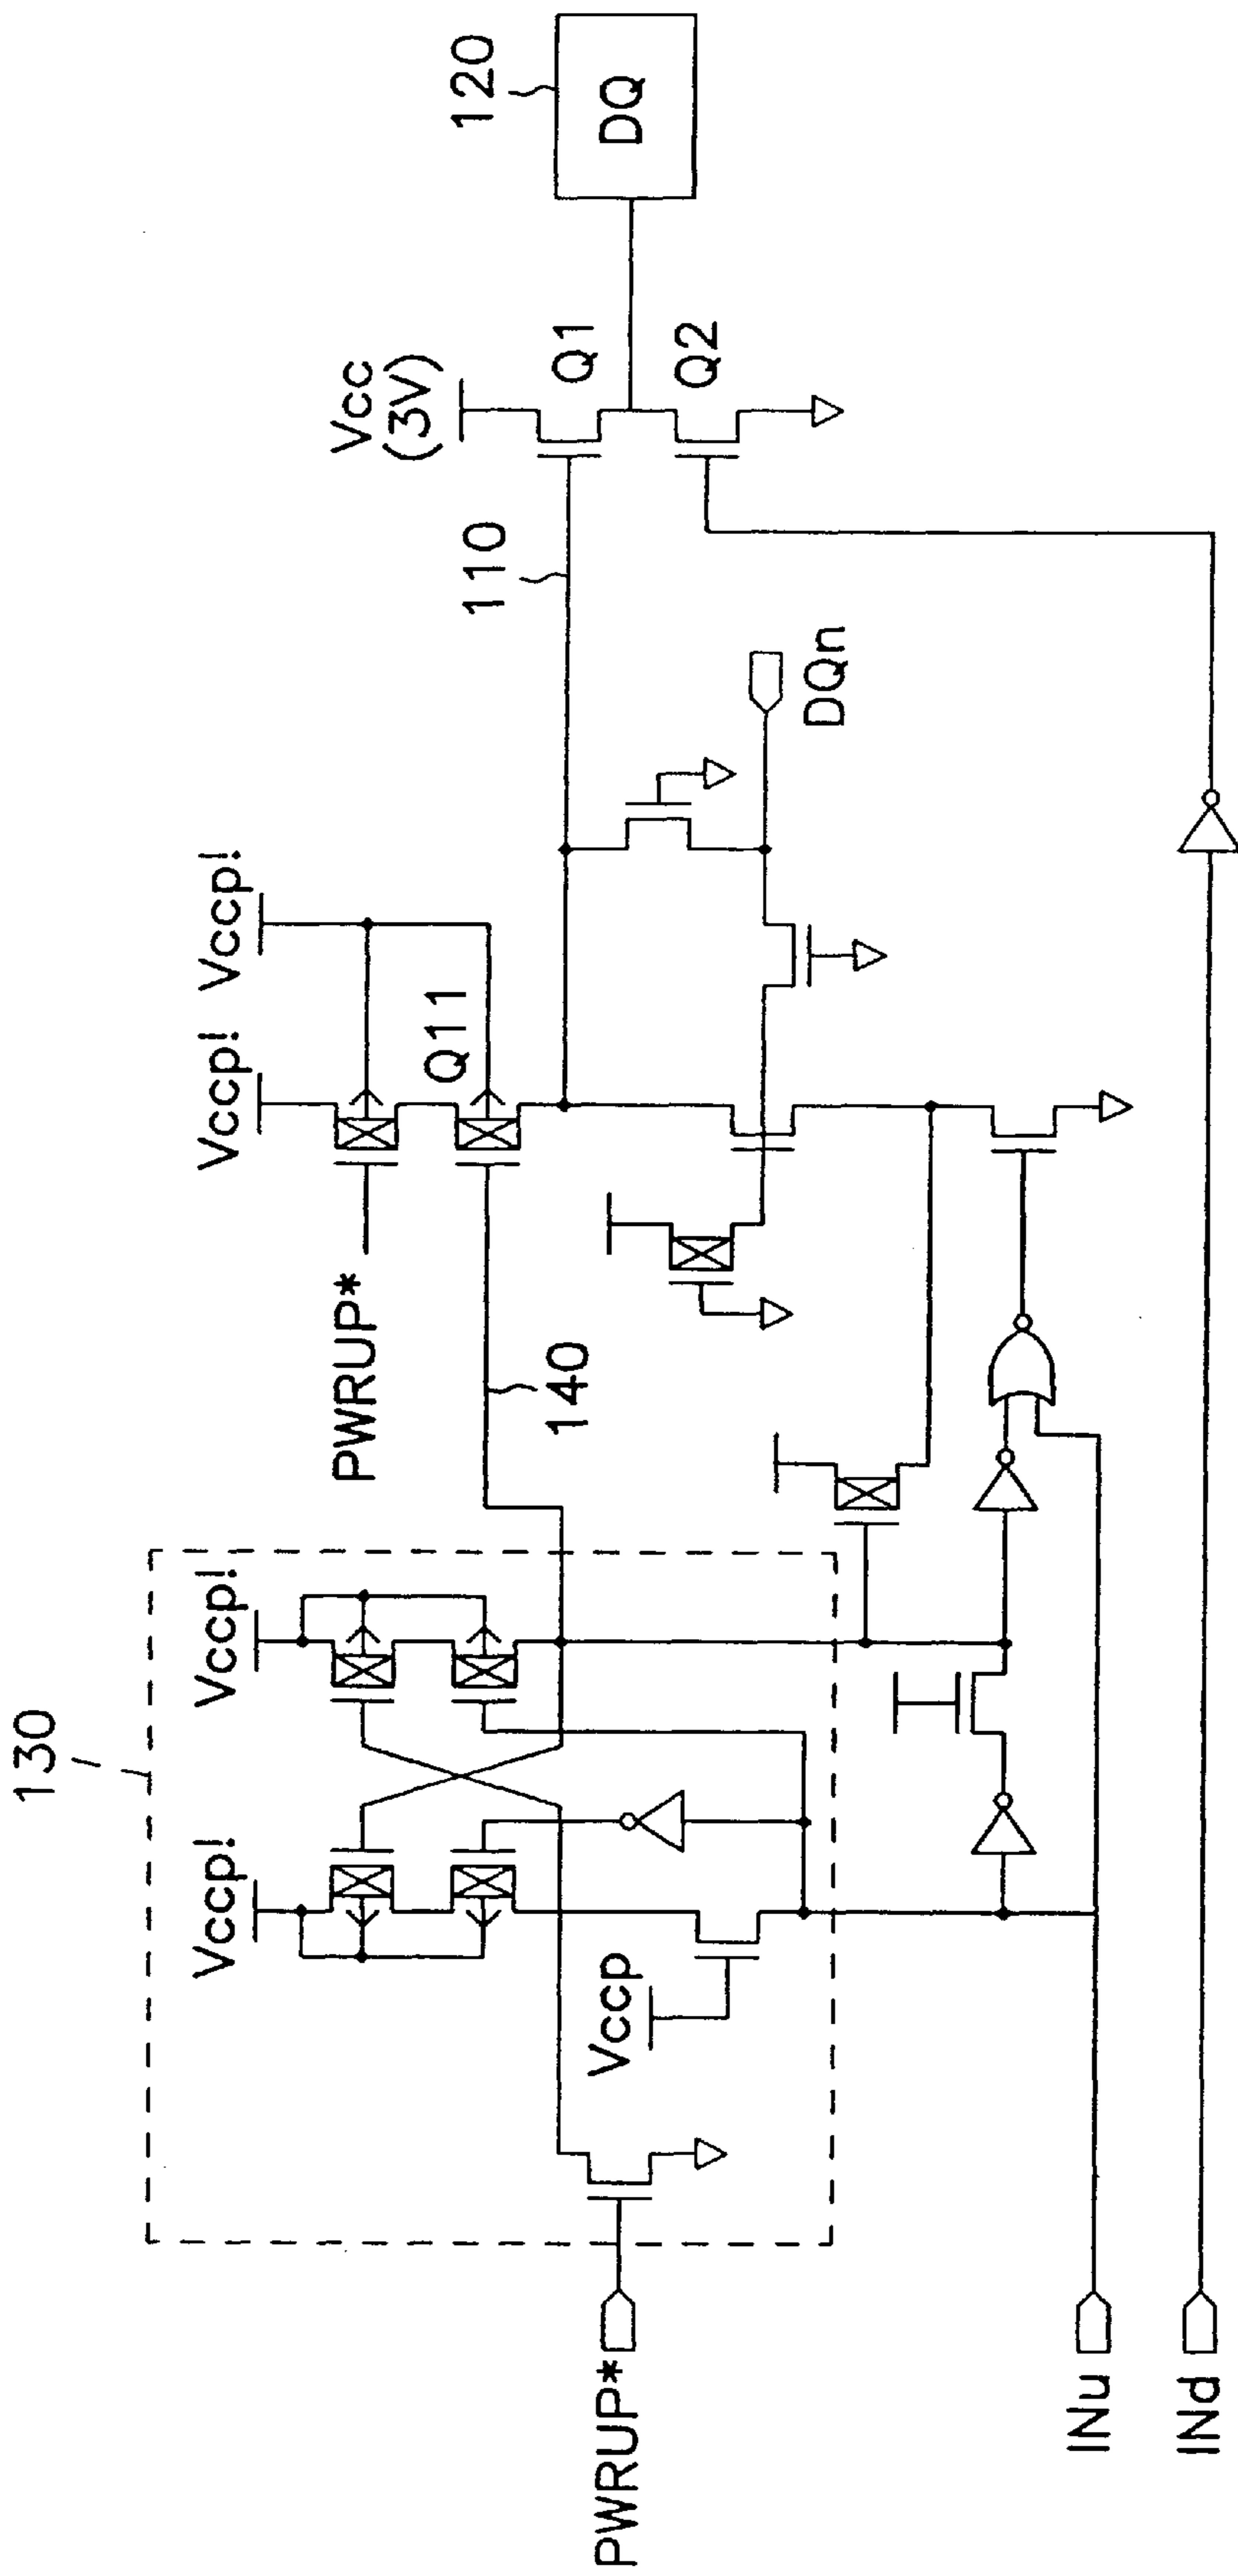 130
Vccp!
Vccp!
Vccp!
Vccp!
Vcc
(3V)
120
DQ
PWRUP*
Q11
110
Q1
Q2
140
Vccp
DQn
PWRUP*
INu
INd